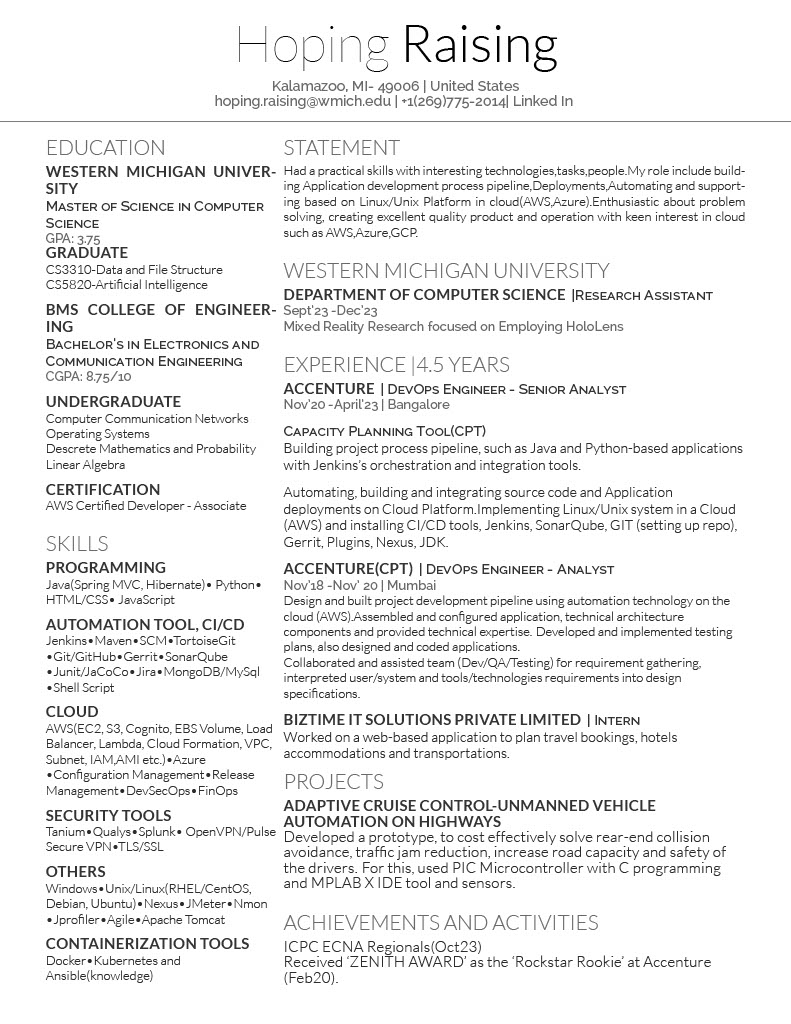 Hoping Raising
Kalamazoo, MI- 49006 | United States
hoping.raising@wmich.edu | +1(269)775-2014| Linked In
EDUCATION
WESTERN MICHIGAN UNIVER-
SITY
Master of Science in Computer
Science
GPA: 3.75
GRADUATE
CS3310-Data and File Structure
CS5820-Artificial Intelligence
BMS COLLEGE OF ENGINEER-
ING
Bachelor's in Electronics and
Communication Engineering
CGPA: 8.75/10
UNDERGRADUATE
Computer Communication Networks
Operating Systems
Descrete Mathematics and Probability
Linear Algebra
CERTIFICATION
AWS Certified Developer - Associate
SKILLS
PROGRAMMING
Java(Spring MVC, Hibernate)• Python•
HTML/CSS• JavaScript
AUTOMATION TOOL, CI/CD
Jenkins•Maven•SCM•TortoiseGit
•Git/GitHub•Gerrit•SonarQube
•Junit/JaCoCo•Jira•MongoDB/MySql
•Shell Script
CLOUD
AWS(EC2, S3, Cognito, EBS Volume, Load
Balancer, Lambda, Cloud Formation, VPC,
Subnet, IAM,AMI etc.)•Azure
•Configuration Management•Release
Management•DevSecOps•FinOps
SECURITY TOOLS
Tanium•Qualys•Splunk• OpenVPN/Pulse
Secure VPN•TLS/SSL
OTHERS
Windows•Unix/Linux(RHEL/CentOS,
Debian, Ubuntu)•Nexus•JMeter•Nmon
•Jprofiler•Agile•Apache Tomcat
CONTAINERIZATION TOOLS
Docker•Kubernetes and
Ansible(knowledge)
STATEMENT
Had a practical skills with interesting technologies,tasks,people.My role include build-
ing Application development process pipeline,Deployments,Automating and support-
ing based on Linux/Unix Platform in cloud(AWS,Azure).Enthusiastic about problem
solving, creating excellent quality product and operation with keen interest in cloud
such as AWS,Azure,GCP.
WESTERN MICHIGAN UNIVERSITY
DEPARTMENT OF COMPUTER SCIENCE |Research Assistant
Sept'23 -Dec'23
Mixed Reality Research focused on Employing HoloLens
EXPERIENCE |4.5 YEARS
ACCENTURE | DevOps Engineer - Senior Analyst
Nov'20 -April'23 | Bangalore
Capacity Planning Tool(CPT)
Building project process pipeline, such as Java and Python-based applications
with Jenkins's orchestration and integration tools.
Automating, building and integrating source code and Application
deployments on Cloud Platform.Implementing Linux/Unix system in a Cloud
(AWS) and installing CI/CD tools, Jenkins, SonarQube, GIT (setting up repo),
Gerrit, Plugins, Nexus, JDK.
ACCENTURE(CPT) | DevOps Engineer - Analyst
Nov'18 -Nov' 20 | Mumbai
Design and built project development pipeline using automation technology on the
cloud (AWS).Assembled and configured application, technical architecture
components and provided technical expertise. Developed and implemented testing
plans, also designed and coded applications.
Collaborated and assisted team (Dev/QA/Testing) for requirement gathering,
interpreted user/system and tools/technologies requirements into design
specifications.
BIZTIME IT SOLUTIONS PRIVATE LIMITED | Intern
Worked on a web-based application to plan travel bookings, hotels
accommodations and transportations.
PROJECTS
ADAPTIVE CRUISE CONTROL-UNMANNED VEHICLE
AUTOMATION ON HIGHWAYS
Developed a prototype, to cost effectively solve rear-end collision
avoidance, traffic jam reduction, increase road capacity and safety of
the drivers. For this, used PIC Microcontroller with C programming
and MPLAB X IDE tool and sensors.
ACHIEVEMENTS AND ACTIVITIES
ICPC ECNA Regionals(Oct23)
Received 'ZENITH AWARD' as the 'Rockstar Rookie' at Accenture
(Feb20).